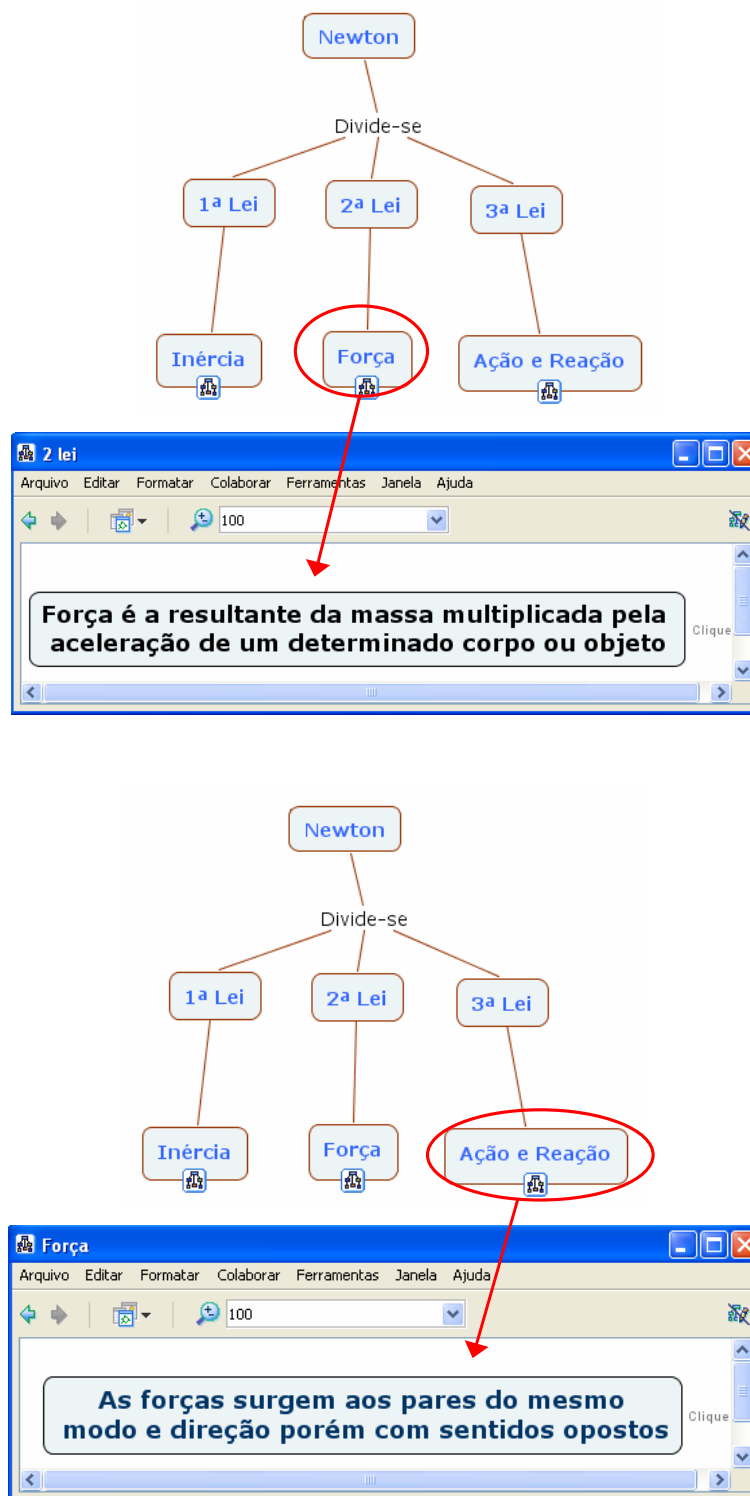 Newton
Divide-se
1ª Lei
2ª Lei
3ª Lei
Inércia
Força
Ação e Reação
2 lei
Arquivo Editar Formatar Colaborar Ferramentas Janela Ajuda
100
Força é a resultante da massa multiplicada pela
aceleração de um determinado corpo ou objeto
Clique
Newton
Divide-se
1ª Lei
2ª Lei
3ª Lei
Inércia
Força
Ação e Reação
Força
Arquivo Editar Formatar Colaborar Ferramentas Janela Ajuda
100
As forças surgem aos pares do mesmo
modo e direção porém com sentidos opostos
Clique